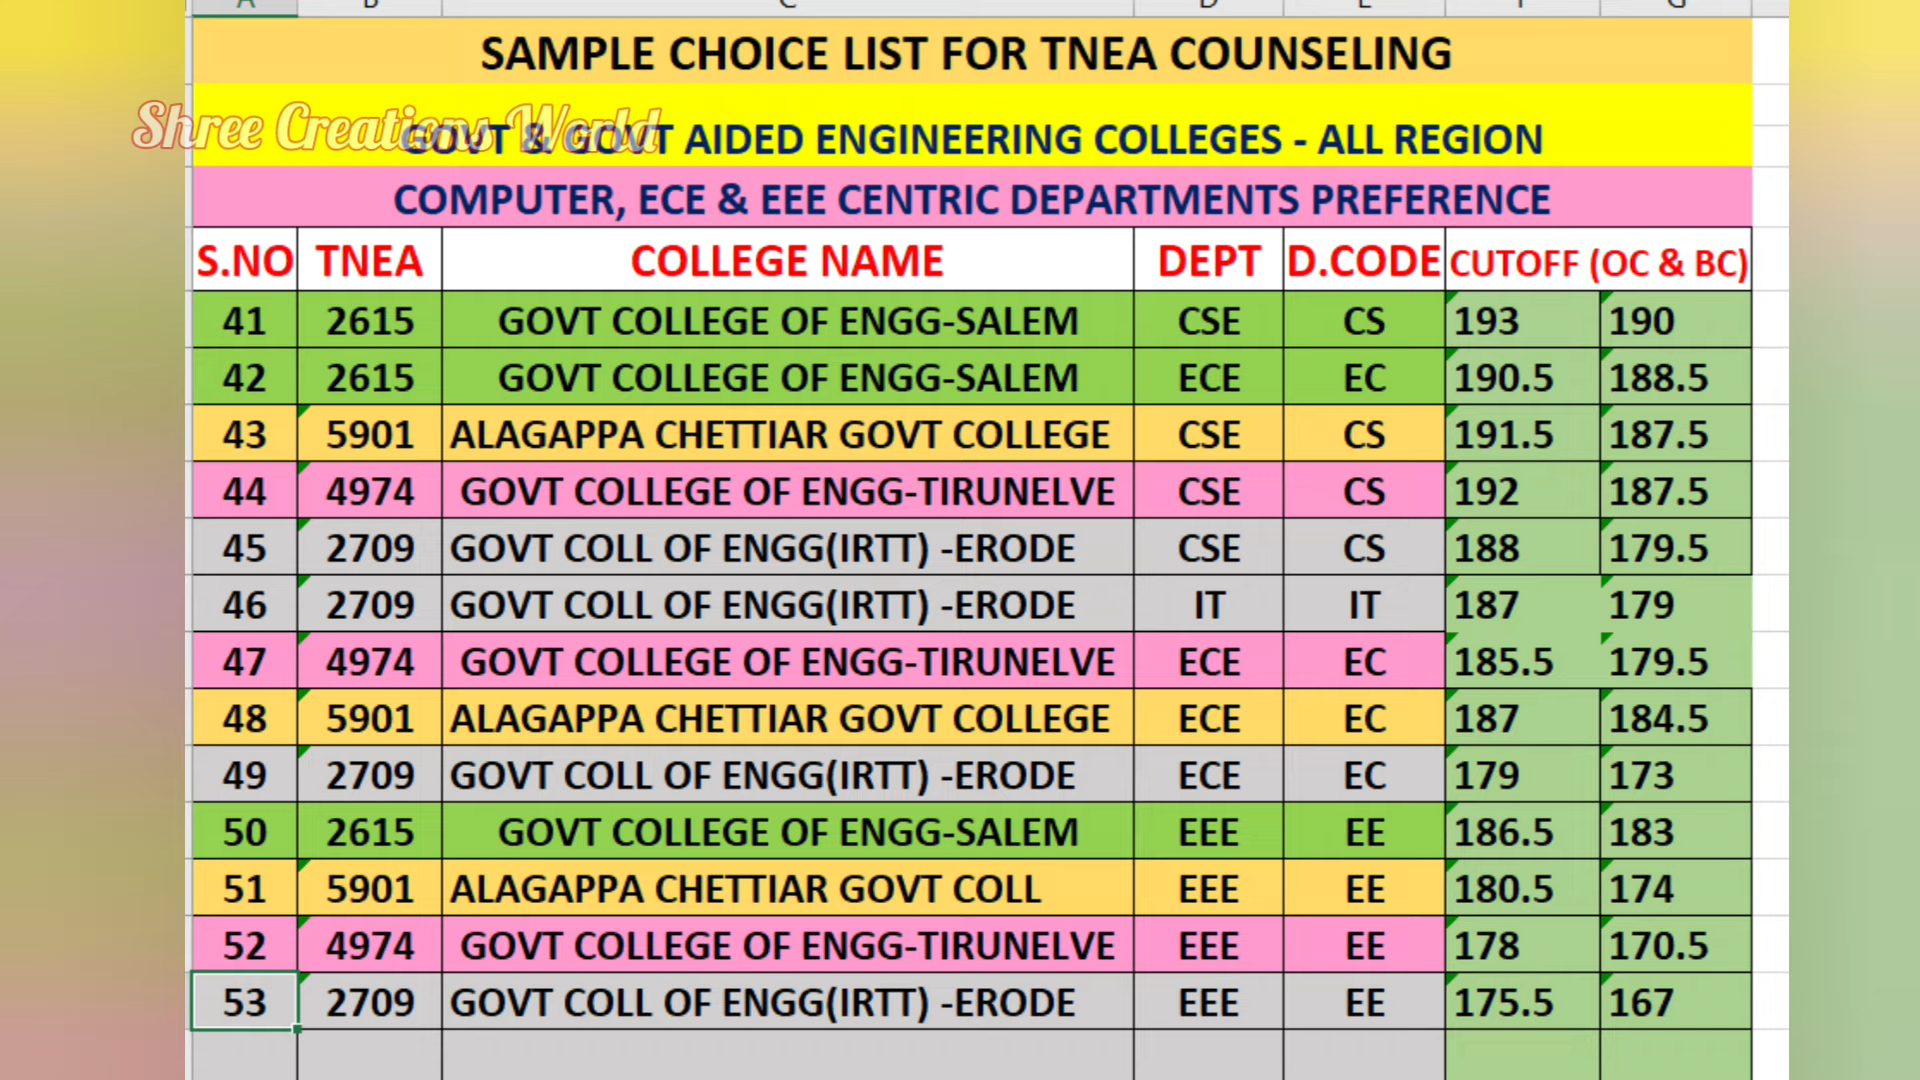 SAMPLE CHOICE LIST FOR TNEA COUNSELING
Shree Creations World
GOVT & GOVT AIDED ENGINEERING COLLEGES - ALL REGION
COMPUTER, ECE & EEE CENTRIC DEPARTMENTS PREFERENCE
S.NO TNEA COLLEGE NAME DEPT D.CODE CUTOFF (OC & BC)
41 2615 GOVT COLLEGE OF ENGG-SALEM CSE CS 193 190
42 2615 GOVT COLLEGE OF ENGG-SALEM ECE EC 190.5 188.5
43 5901 ALAGAPPA CHETTIAR GOVT COLLEGE CSE CS 191.5 187.5
44 4974 GOVT COLLEGE OF ENGG-TIRUNELVE CSE CS 192 187.5
45 2709 GOVT COLL OF ENGG(IRTT) -ERODE CSE CS 188 179.5
46 2709 GOVT COLL OF ENGG(IRTT) -ERODE IT IT 187 179
47 4974 GOVT COLLEGE OF ENGG-TIRUNELVE ECE EC 185.5 179.5
48 5901 ALAGAPPA CHETTIAR GOVT COLLEGE ECE EC 187 184.5
49 2709 GOVT COLL OF ENGG(IRTT) -ERODE ECE EC 179 173
50 2615 GOVT COLLEGE OF ENGG-SALEM EEE EE 186.5 183
51 5901 ALAGAPPA CHETTIAR GOVT COLL EEE EE 180.5 174
52 4974 GOVT COLLEGE OF ENGG-TIRUNELVE EEE EE 178 170.5
53 2709 GOVT COLL OF ENGG(IRTT) -ERODE EEE EE 175.5 167